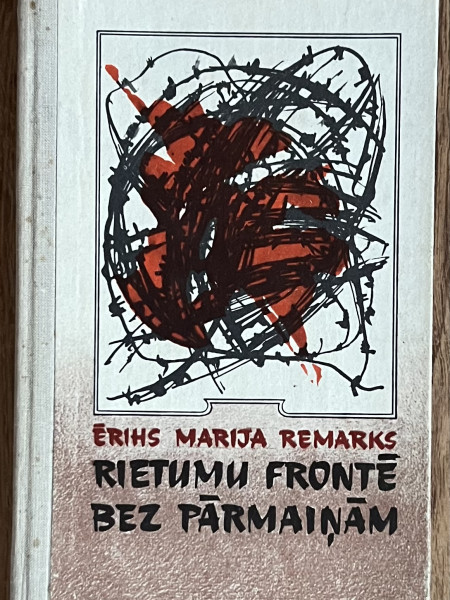 ĒRIHS MARIJA REMARKS
RIETUMU FRONTĒ
BEZ PĀRMAIŅĀM